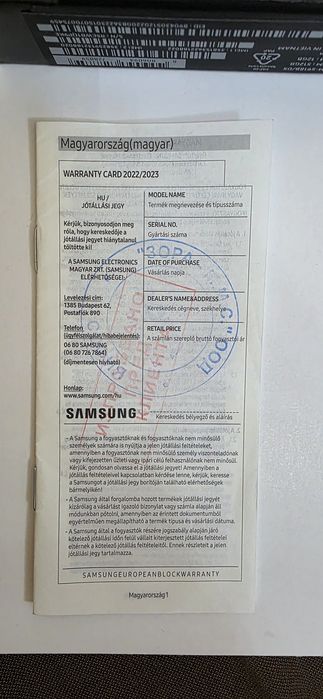 Magyarország(magyar)
WARRANTY CARD 2022/2023
HU /
JÓTÁLLÁSI JEGY
Kérjük, bizonyosodjon meg
róla, hogy kereskedője a
jótállási jegyet hiánytalanul
töltötte ki!
A SAMSUNG ELECTRONICS
MAGYAR ZRT. (SAMSUNG)
ELÉRHETŐSÉGEI
Levelezési cím:
1385 Budapest 62,
Postafiók 890
Telefon
(ügyfélszolgálat/hibabejelentés):
06 80 SAMSUNG
(06 80 726 7864)
(díjmentesen hívható)
Honlap:
www.samsung.com/hu
MODEL NAME
Termék megnevezése és típusszáma
SERIAL NO.
Gyártási száma
DATE OF PURCHASE
Vásárlás napja
DEALER'S NAME&ADDRESS
Kereskedés cégneve, székhelye
RETAIL PRICE
A számlán szereplő bruttó fogyasztói ár
SAMSUNG
Kereskedés bélyegző és aláírás
- A Samsung a fogyasztóknak és fogyasztónak nem minősülő
személyek számára is nyújtja a jelen jótállási feltételeket,
amennyiben a fogyasztónak nem minősülő személy viszonteladónak
vagy kifejezetten üzleti vagy ipari célú felhasználónak nem minősül.
Kérjük, gondosan olvassa el a jótállási jegyet! Amennyiben a
jótállás feltételeivel kapcsolatban kérdése lenne, kérjük, keresse
a Samsungot a jótállási jegy borítóján található elérhetőségek
bármelyikén!
- A Samsung által forgalomba hozott termékek jótállási jegyét
kizárólag a vásárlást igazoló bizonylat vagy számla alapján áll
módunkban pótolni, amennyiben az érintett dokumentumból
egyértelműen megállapítható a termék típusa és vásárlási dátuma.
- A Samsung által a fogyasztók részére jogszabály alapján járó
kötelező jótállási időn felül vállalt kiterjesztett jótállás feltételei
eltérnek a kötelező jótállás feltételeitől. Ennek részleteit a jelen
jótállási jegy tartalmazza.
SAMSUNG EUROPEAN BLOCK WARRANTY
Magyarország 1